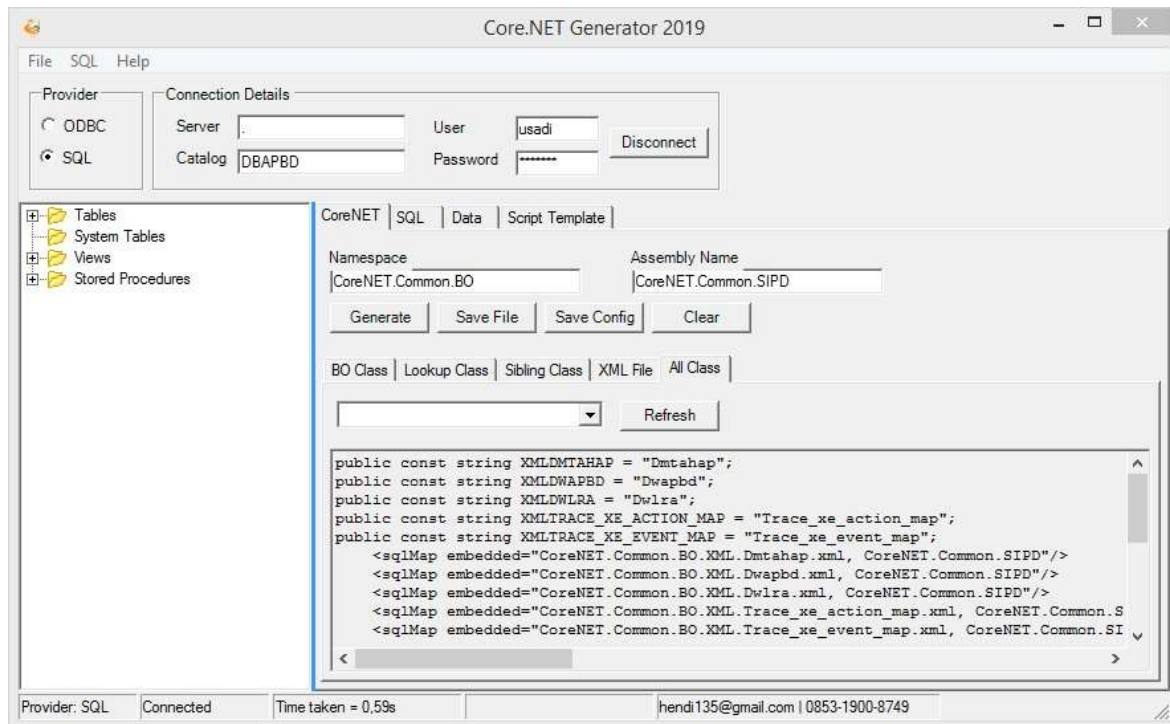 Core.NET Generator 2019
File SQL Help
Provider
ODBC
SQL
Connection Details
Server .
Catalog DBAPBD
User usadi
Password *******
Disconnect
Tables
System Tables
Views
Stored Procedures
CoreNET SQL Data Script Template
Namespace Assembly Name
CoreNET.Common.BO CoreNET.Common.SIPD
Generate Save File Save Config Clear
BO Class Lookup Class Sibling Class XML File All Class
Refresh
public const string XMLDMTAHAP = "Dmtahap";
public const string XMLDWAPBD = "Dwapbd";
public const string XMLDWLRA = "Dwlra";
public const string XMLTRACE_XE_ACTION_MAP = "Trace_xe_action_map";
public const string XMLTRACE_XE_EVENT_MAP = "Trace_xe_event_map";
<sqlMap embedded="CoreNET.Common.BO.XML.Dmtahap.xml, CoreNET.Common.SIPD"/>
<sqlMap embedded="CoreNET.Common.BO.XML.Dwapbd.xml, CoreNET.Common.SIPD"/>
<sqlMap embedded="CoreNET.Common.BO.XML.Dwlra.xml, CoreNET.Common.SIPD"/>
<sqlMap embedded="CoreNET.Common.BO.XML.Trace_xe_action_map.xml, CoreNET.Common.S
<sqlMap embedded="CoreNET.Common.BO.XML.Trace_xe_event_map.xml, CoreNET.Common.SI
Provider: SQL Connected Time taken = 0,59s hendi135@gmail.com | 0853-1900-8749